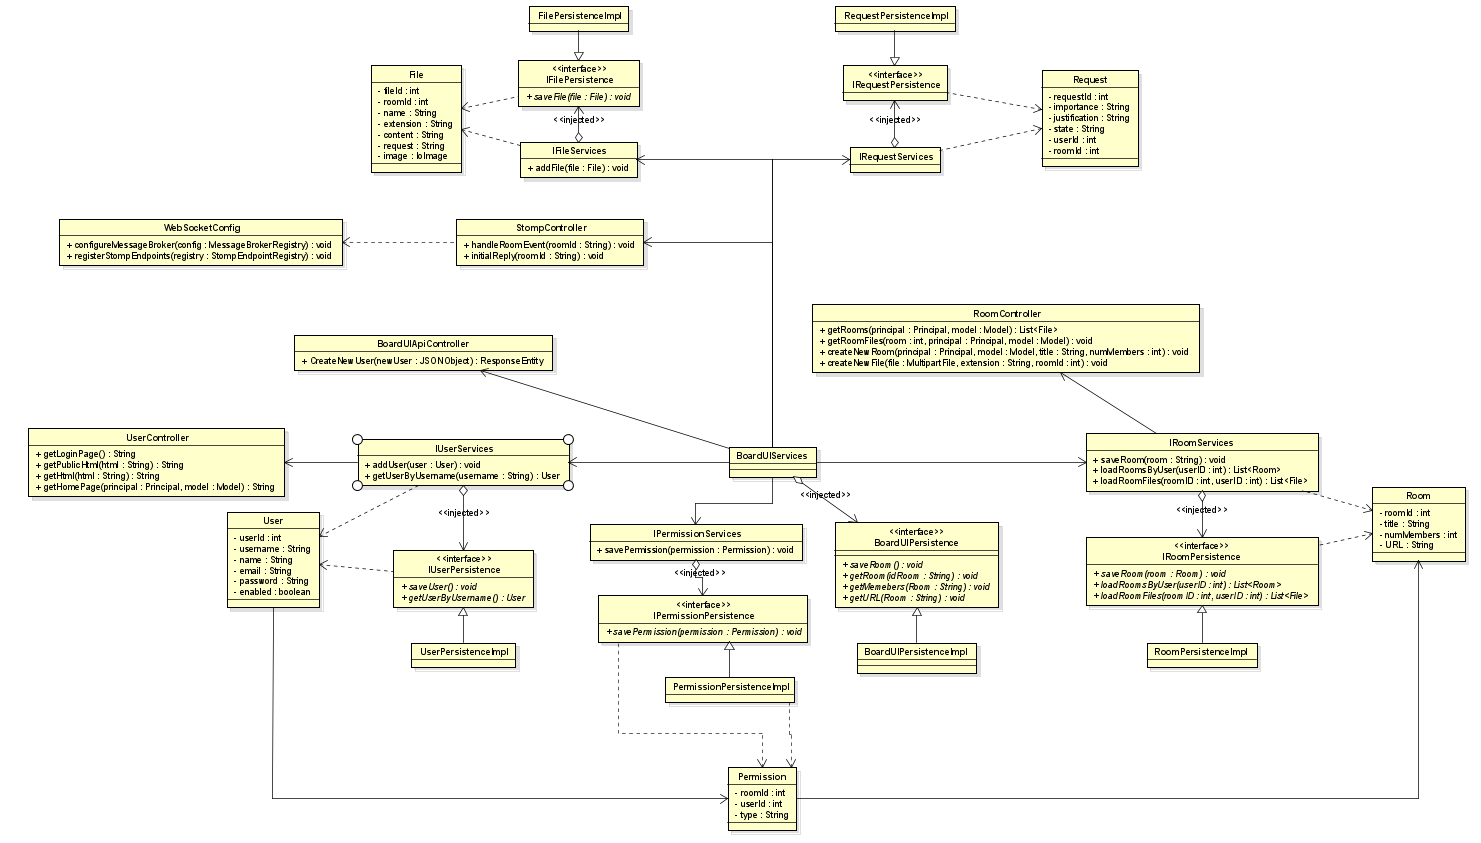 FilePersistenceImpl
RequestPersistenceImpl
File
- fileId : int
- roomId : int
- name : String
- extension : String
- content : String
- request : String
- image : IoImage
<<interface>>
IFilePersistence
+ saveFile(file : File) : void
<<injected>>
IFileServices
+ addFile(file : File) : void
<<interface>>
IRequestPersistence
<<injected>>
IRequestServices
Request
- requestId : int
- importance : String
- justification : String
- state : String
- userId : int
- roomId : int
WebSocketConfig
+ configureMessageBroker(config : MessageBrokerRegistry) : void
+ registerStompEndpoints(registry : StompEndpointRegistry) : void
StompController
+ handleRoomEvent(roomId : String) : void
+ initialReply(roomId : String) : void
RoomController
+ getRooms(principal : Principal, model : Model) : List<File>
+ getRoomFiles(room : int, principal : Principal, model : Model) : void
+ createNewRoom(principal : Principal, model : Model, title : String, numMembers : int) : void
+ createNewFile(file : MultipartFile, extension : String, roomId : int) : void
BoardUIApiController
+ CreateNewUser(newUser : JSONObject) : ResponseEntity
UserController
+ getLoginPage() : String
+ getPublicHtml(html : String) : String
+ getHtml(html : String) : String
+ getHomePage(principal : Principal, model : Model) : String
IUserServices
+ addUser(user : User) : void
+ getUserByUsername(username : String) : User
BoardUIServices
IRoomServices
+ saveRoom(room : String) : void
+ loadRoomsByUser(userID : int) : List<Room>
+ loadRoomFiles(roomID : int, userID : int) : List<File>
<<injected>>
<<injected>>
<<injected>>
User
- userId : int
- username : String
- name : String
- email : String
- password : String
- enabled : boolean
<<interface>>
IUserPersistence
+ saveUser() : void
+ getUserByUsername() : User
UserPersistenceImpl
IPermissionServices
+ savePermission(permission : Permission) : void
<<injected>>
<<interface>>
IPermissionPersistence
+ savePermission(permission : Permission) : void
PermissionPersistenceImpl
<<interface>>
BoardUIPersistence
+ saveRoom () : void
+ getRoom(idRoom : String) : void
+ getMemebers(Room : String) : void
+ getURL(Room : String) : void
BoardUIPersistenceImpl
<<interface>>
IRoomPersistence
+ saveRoom(room : Room) : void
+ loadRoomsByUser(userID : int) : List<Room>
+ loadRoomFiles(roomID : int, userID : int) : List<File>
RoomPersistenceImpl
Room
- roomId : int
- title : String
- numMembers : int
- URL : String
Permission
- roomId : int
- userId : int
- type : String